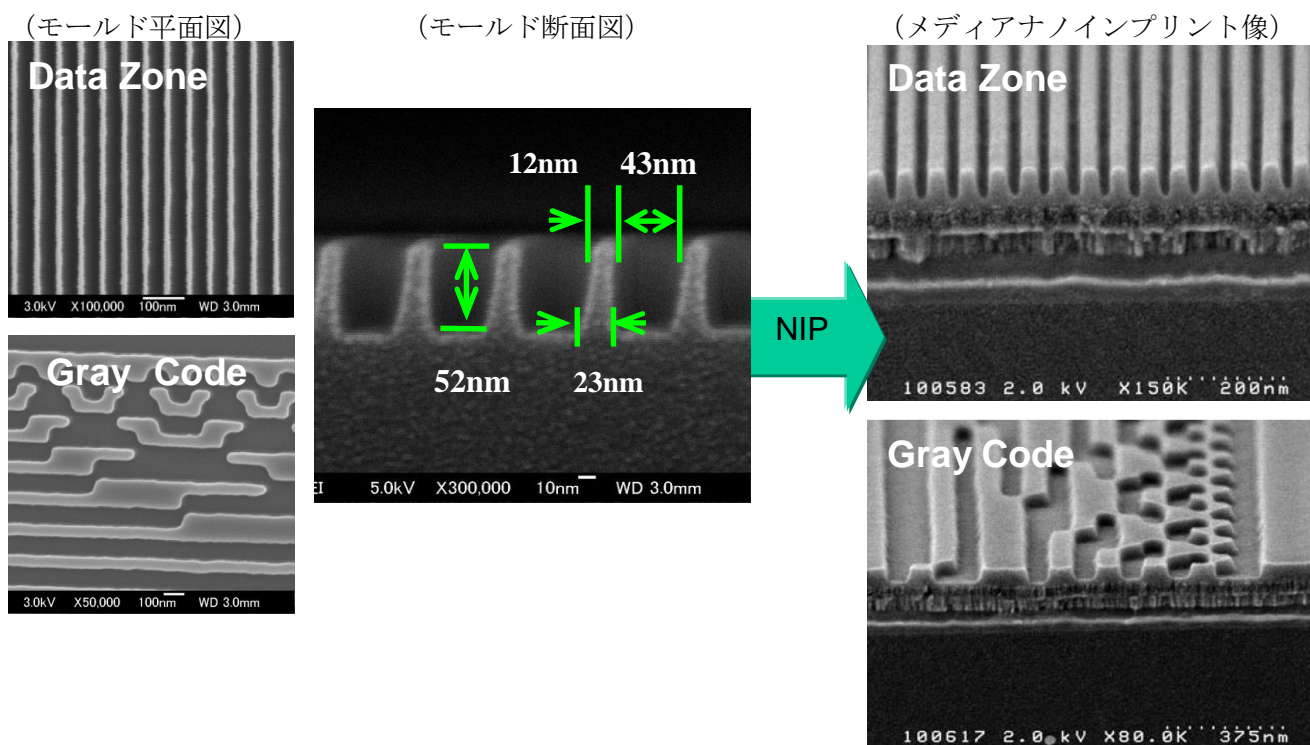 （モールド平面図）
（モールド断面図）
（メディアナノインプリント像）
Data Zone
3.0kV X100,000 100nm WD 3.0mm
Gray Code
3.0kV X50,000 100nm WD 3.0mm
12nm 43nm
52nm 23nm
EI 5.0kV X300,000 10nm WD 3.0mm
NIP
Data Zone
100583 2.0 kV X150K 200nm
Gray Code
100617 2.0 kV X80.0K 375nm